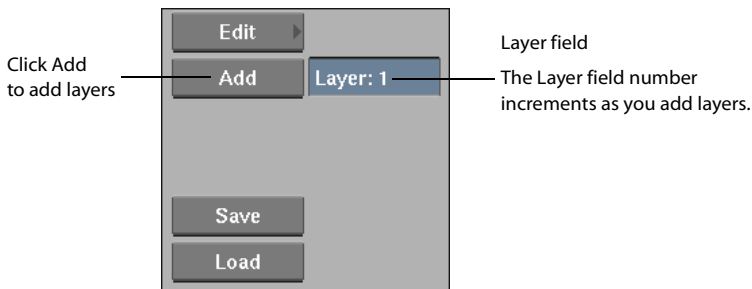 Edit
Click Add
to add layers
Add
Layer: 1
Layer field
The Layer field number
increments as you add layers.
Save
Load